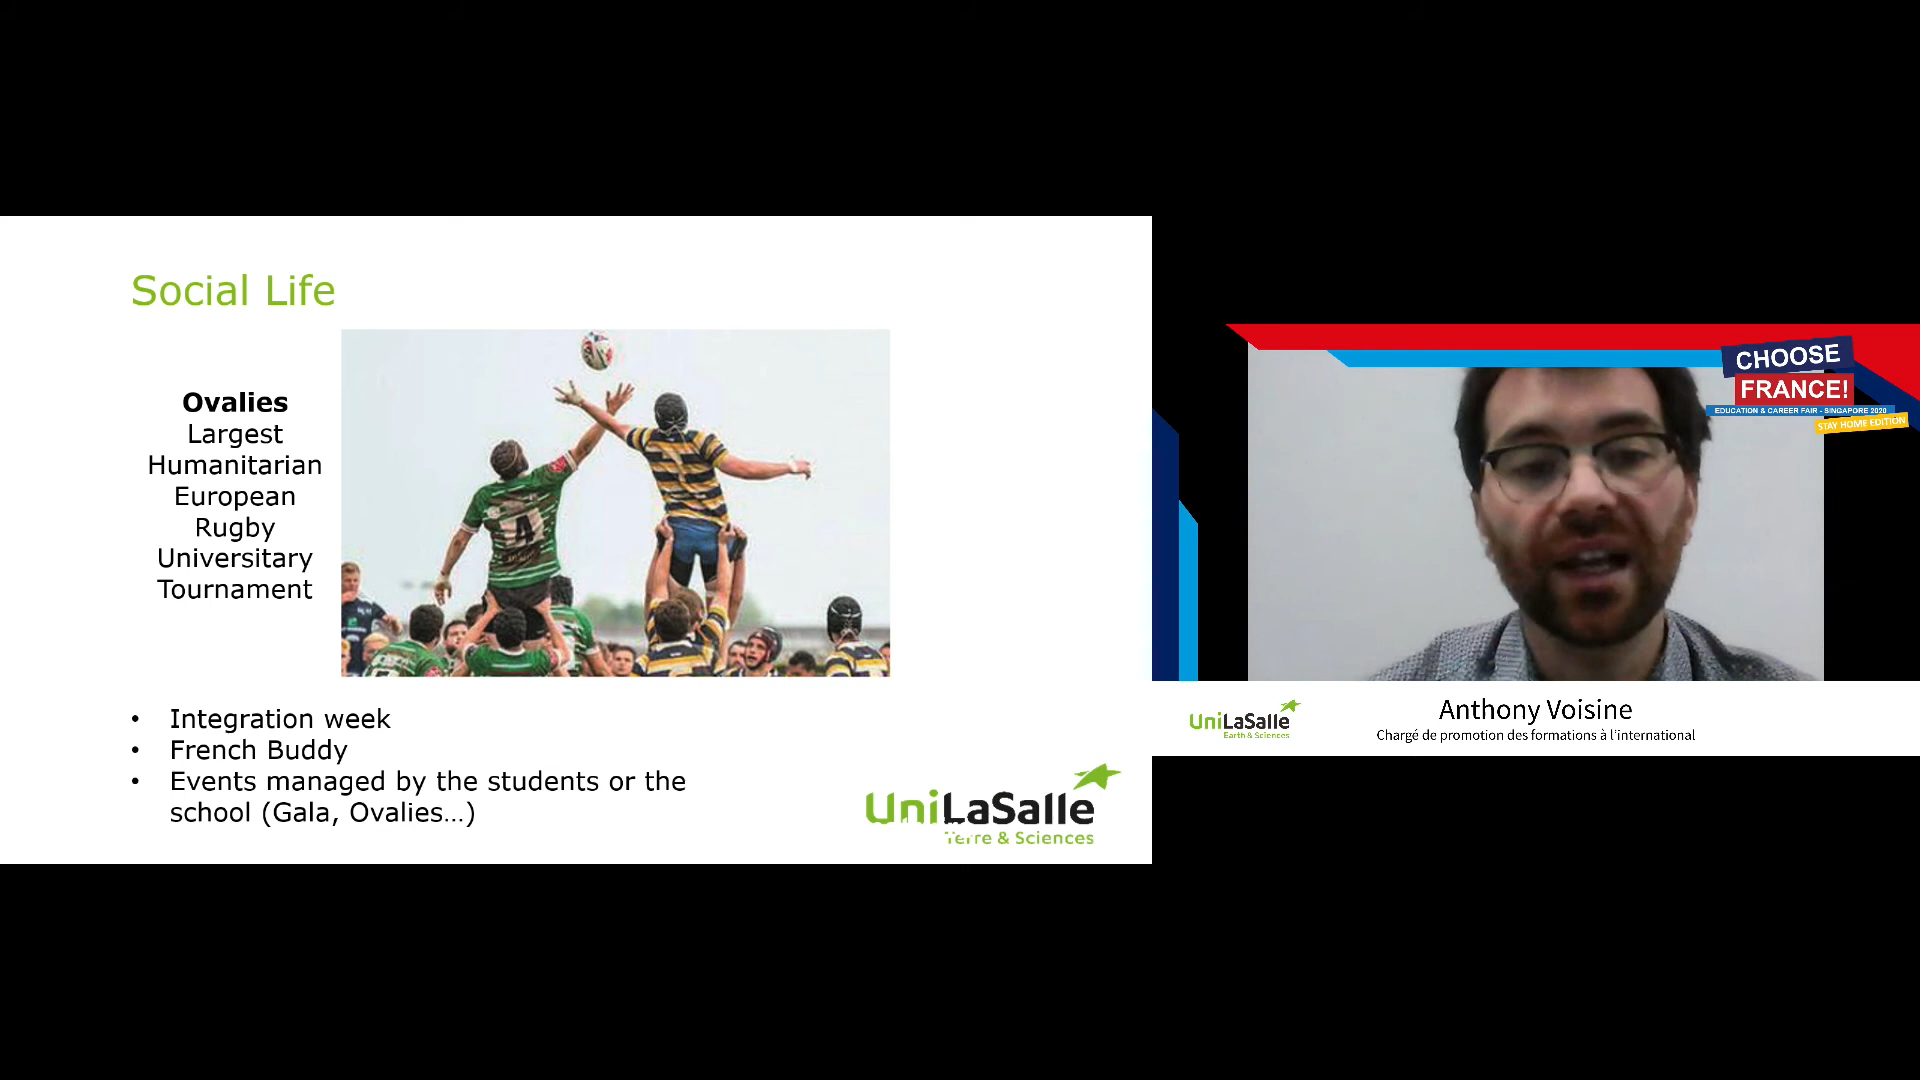 Social Life
Ovalies
Largest
Humanitarian
European
Rugby
Universitary
Tournament
• Integration week
• French Buddy
• Events managed by the students or the
school (Gala, Ovalies...)
UniLaSalle
Terre & Sciences
CHOOSE
FRANCE!
EDUCATION & CAREER FAIR - SINGAPORE 2020
STAY HOME EDITION
UniLaSalle
Earth & Sciences
Anthony Voisine
Chargé de promotion des formations à l'international